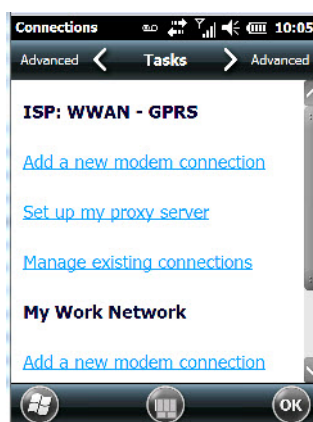 Connections 10:05
Advanced Tasks Advanced
ISP: WWAN - GPRS
Add a new modem connection
Set up my proxy server
Manage existing connections
My Work Network
Add a new modem connection
OK